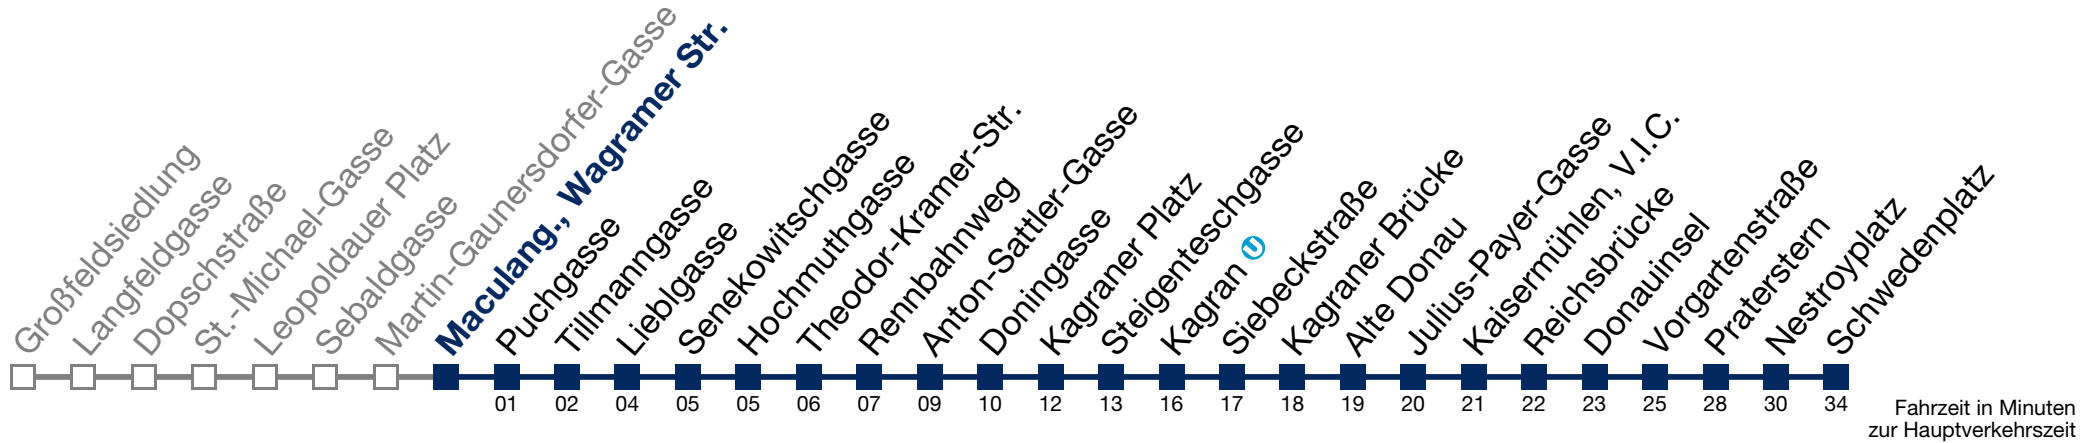 Großfeldsiedlung
Langfeldgasse
Dopschstraße
St.-Michael-Gasse
Leopoldauer Platz
Sebaldgasse
Martin-Gaunersdorfer-Gasse
Maculang., Wagramer Str.
Puchgasse
Tillmanngasse
Lieblgasse
Senekowitschgasse
Hochmuthgasse
Theodor-Kramer-Str.
Rennbahnweg
Anton-Sattler-Gasse
Doningasse
Kagraner Platz
Steigenteschgasse
Kagran U
Siebeckstraße
Kagraner Brücke
Alte Donau
Julius-Payer-Gasse
Kaisermühlen, V.I.C.
Reichsbrücke
Donauinsel
Vorgartenstraße
Praterstern
Nestroyplatz
Schwedenplatz
01 02 04 05 05 06 07 09 10 12 13 16 17 18 19 20 21 22 23 25 28 30 34
Fahrzeit in Minuten
zur Hauptverkehrszeit